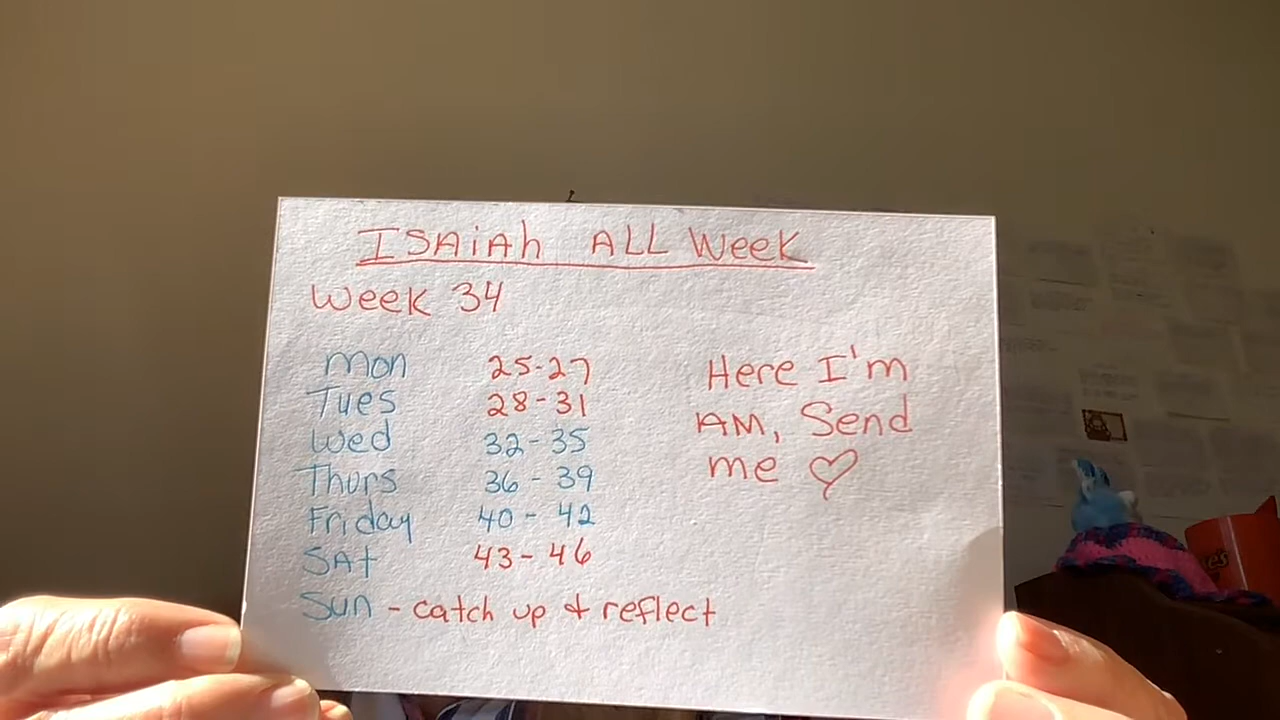 ISAiAh ALL Week
Week 34
Mon 25-27
Tues 28-31
Wed 32-35
Thurs 36-39
Friday 40-42
SAt 43-46
Sun - catch up & reflect
Here I'm
AM, Send
me ♡